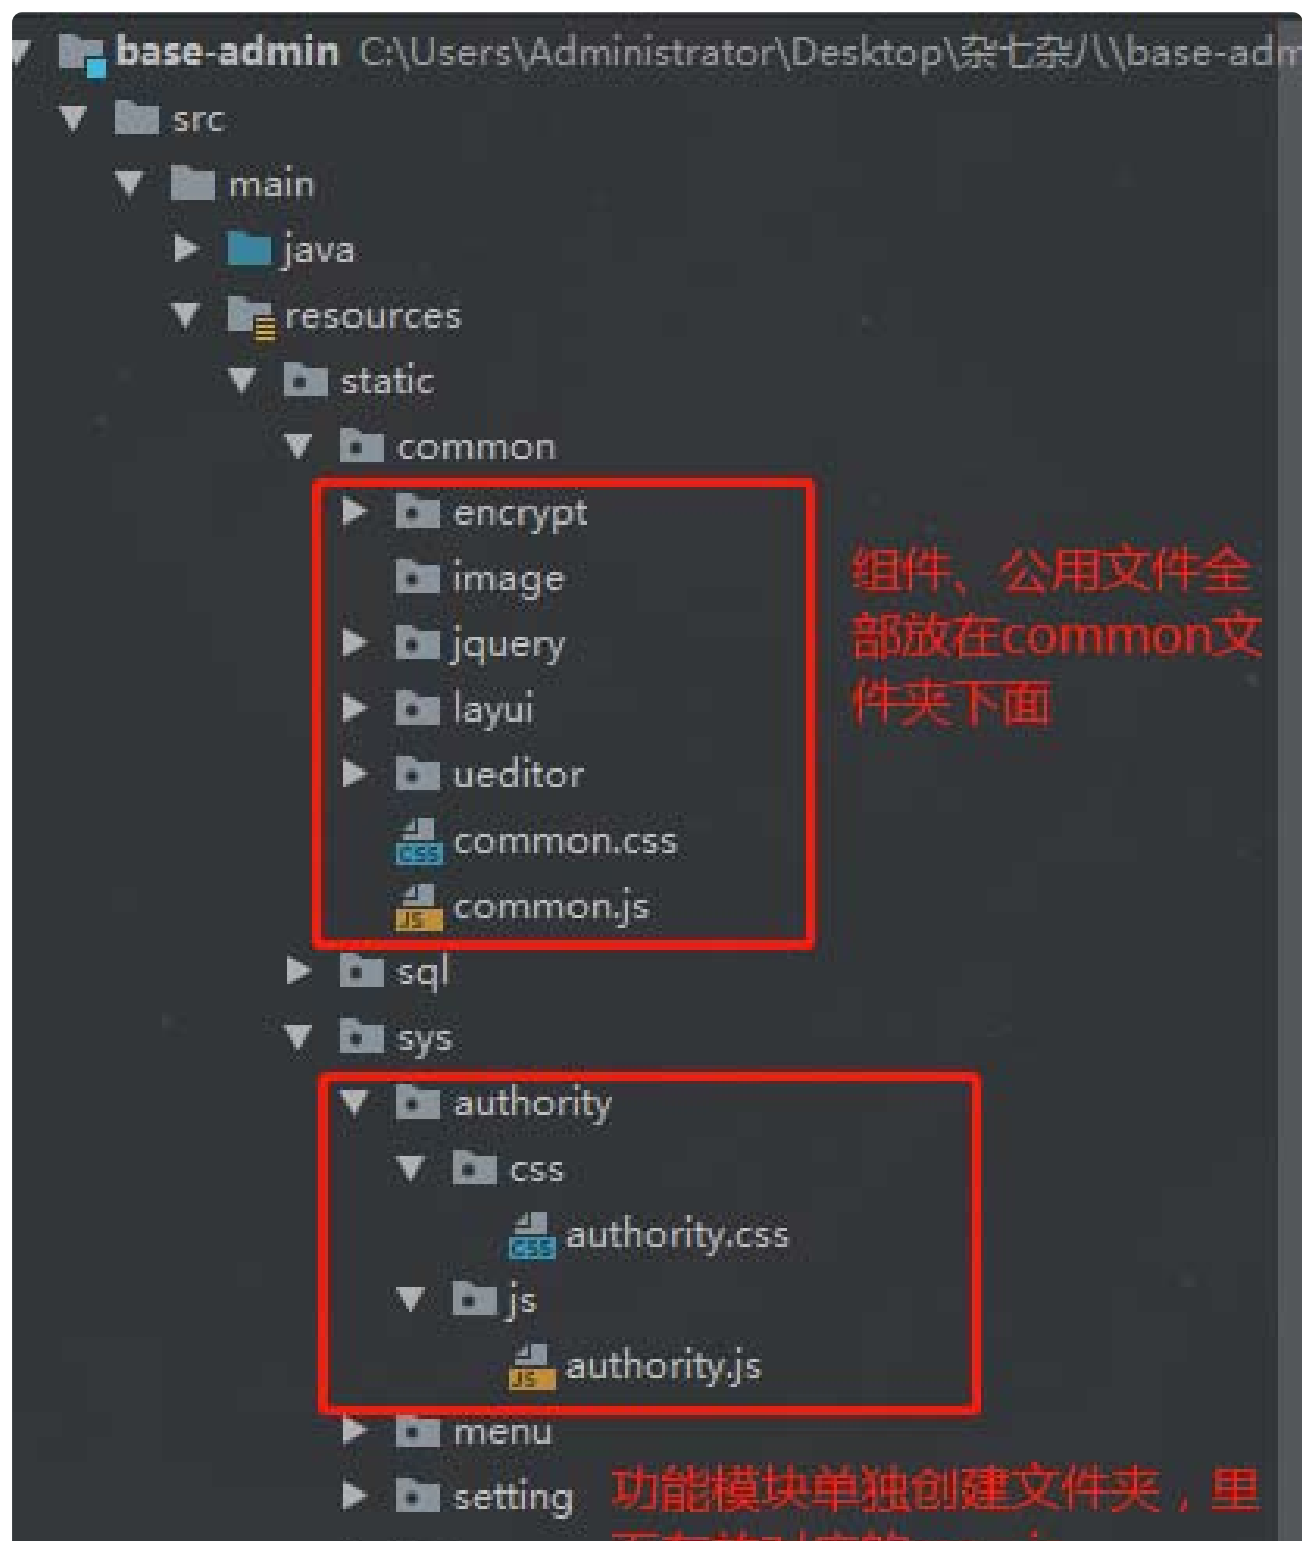 base-admin C:\Users\Administrator\Desktop\杂七杂八\\base-adm
src
main
java
resources
static
common
encrypt
image
jquery
layui
ueditor
common.css
common.js
组件、公用文件全
部放在common文
件夹下面
sql
sys
authority
css
authority.css
js
authority.js
menu
setting
功能模块单独创建文件夹，里